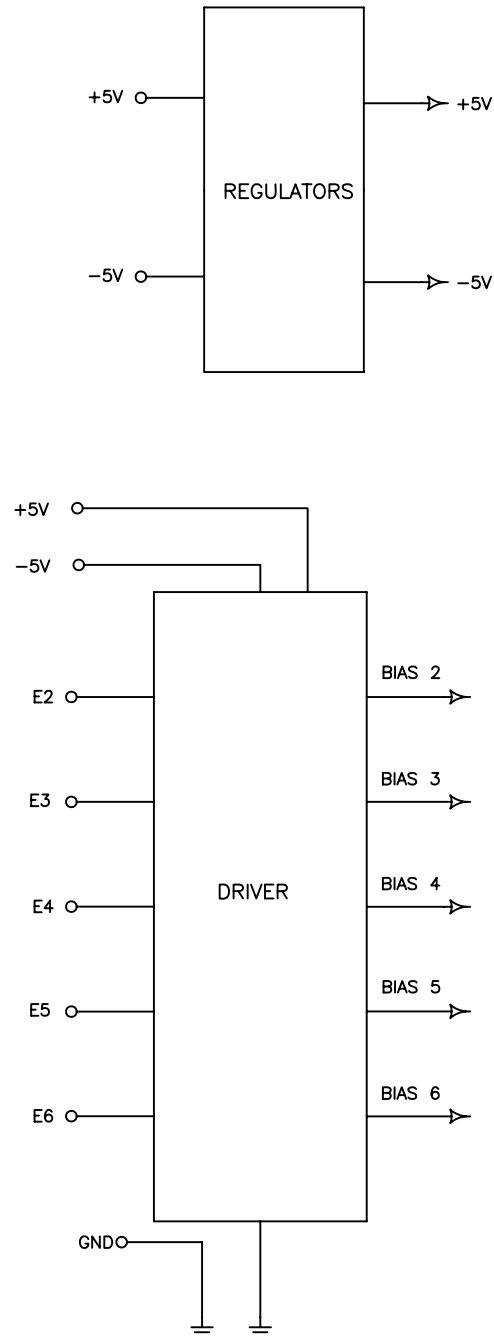 +5V
+5V
REGULATORS
-5V
-5V
+5V
-5V
BIAS 2
E2
BIAS 3
E3
BIAS 4
DRIVER
E4
BIAS 5
E5
BIAS 6
E6
GND